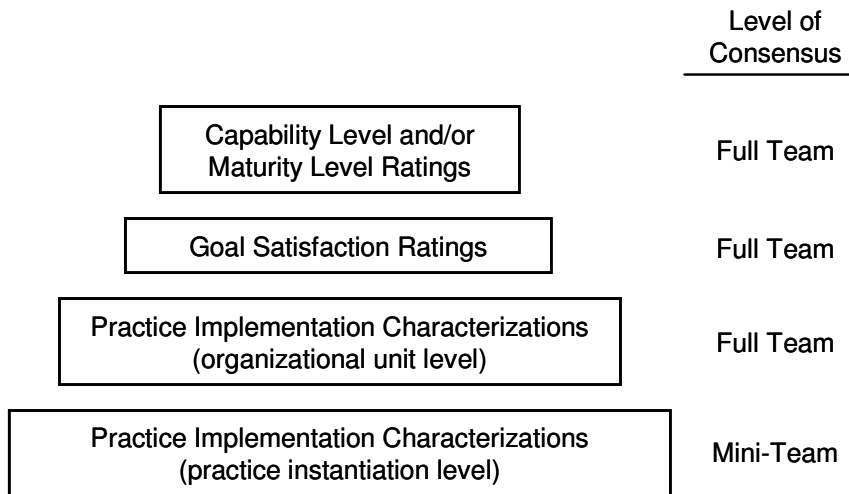 Level of
Consensus
Capability Level and/or
Maturity Level Ratings
Full Team
Goal Satisfaction Ratings
Full Team
Practice Implementation Characterizations
(organizational unit level)
Full Team
Practice Implementation Characterizations
(practice instantiation level)
Mini-Team